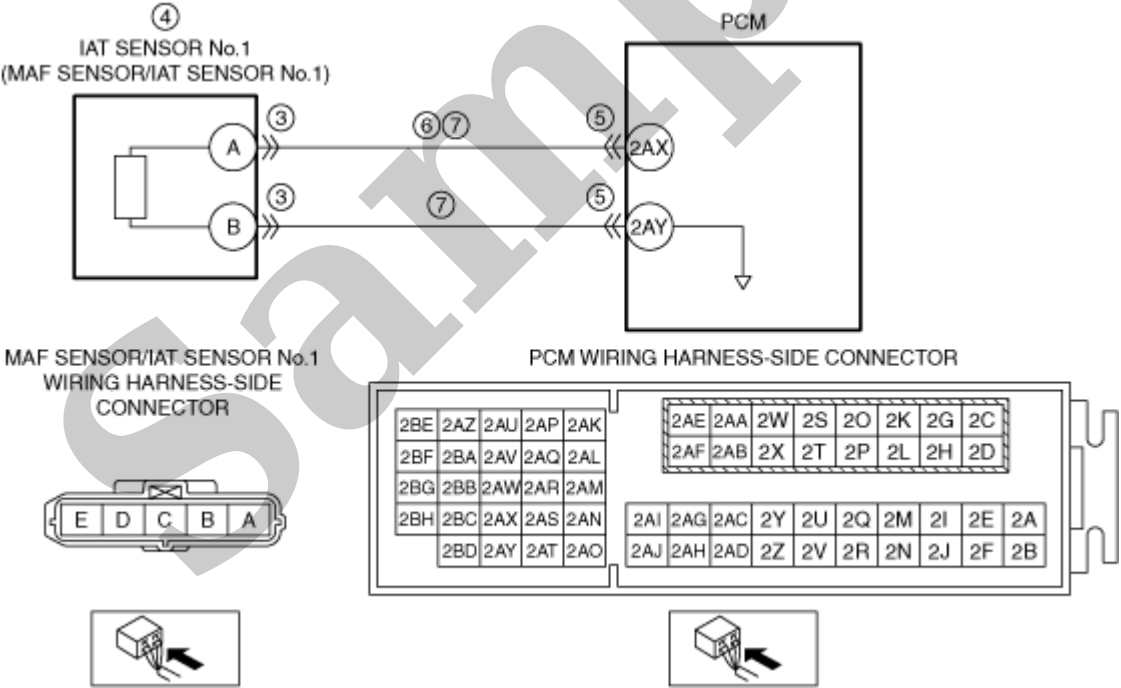 ④
IAT SENSOR No.1
(MAF SENSOR/IAT SENSOR No.1)
PCM
A
③
⑥⑦
⑤
2AX
B
③
⑦
⑤
2AY
MAF SENSOR/IAT SENSOR No.1
WIRING HARNESS-SIDE
CONNECTOR
E D C B A
PCM WIRING HARNESS-SIDE CONNECTOR
2BE 2AZ 2AU 2AP 2AK
2BF 2BA 2AV 2AQ 2AL
2BG 2BB 2AW 2AR 2AM
2BH 2BC 2AX 2AS 2AN
2BD 2AY 2AT 2AO
2AE 2AA 2W 2S 2O 2K 2G 2C
2AF 2AB 2X 2T 2P 2L 2H 2D
2AI 2AG 2AC 2Y 2U 2Q 2M 2I 2E 2A
2AJ 2AH 2AD 2Z 2V 2R 2N 2J 2F 2B
Samp